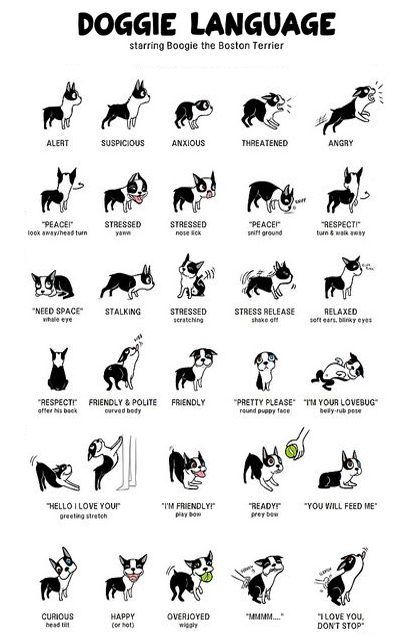 DOGGIE LANGUAGE
starring Boogie the Boston Terrier
ALERT
SUSPICIOUS
ANXIOUS
THREATENED
ANGRY
"PEACE!"
look away/head turn
STRESSED
yawn
STRESSED
nose lick
SNIFF
"PEACE!"
sniff ground
"RESPECT!"
turn & walk away
"NEED SPACE"
whale eye
STALKING
STRESSED
scratching
STRESS RELEASE
shake off
RELAXED
soft ears, blinky eyes
"RESPECT!"
offer his back
FRIENDLY & POLITE
curved body
FRIENDLY
"PRETTY PLEASE"
round puppy face
"I'M YOUR LOVEBUG"
belly-rub pose
"HELLO I LOVE YOU!"
greeting stretch
"I'M FRIENDLY!"
play bow
"READY!"
prey bow
"YOU WILL FEED ME"
CURIOUS
head tilt
HAPPY
(or hot)
OVERJOYED
wiggly
"MMMM...."
"I LOVE YOU,
DON'T STOP"